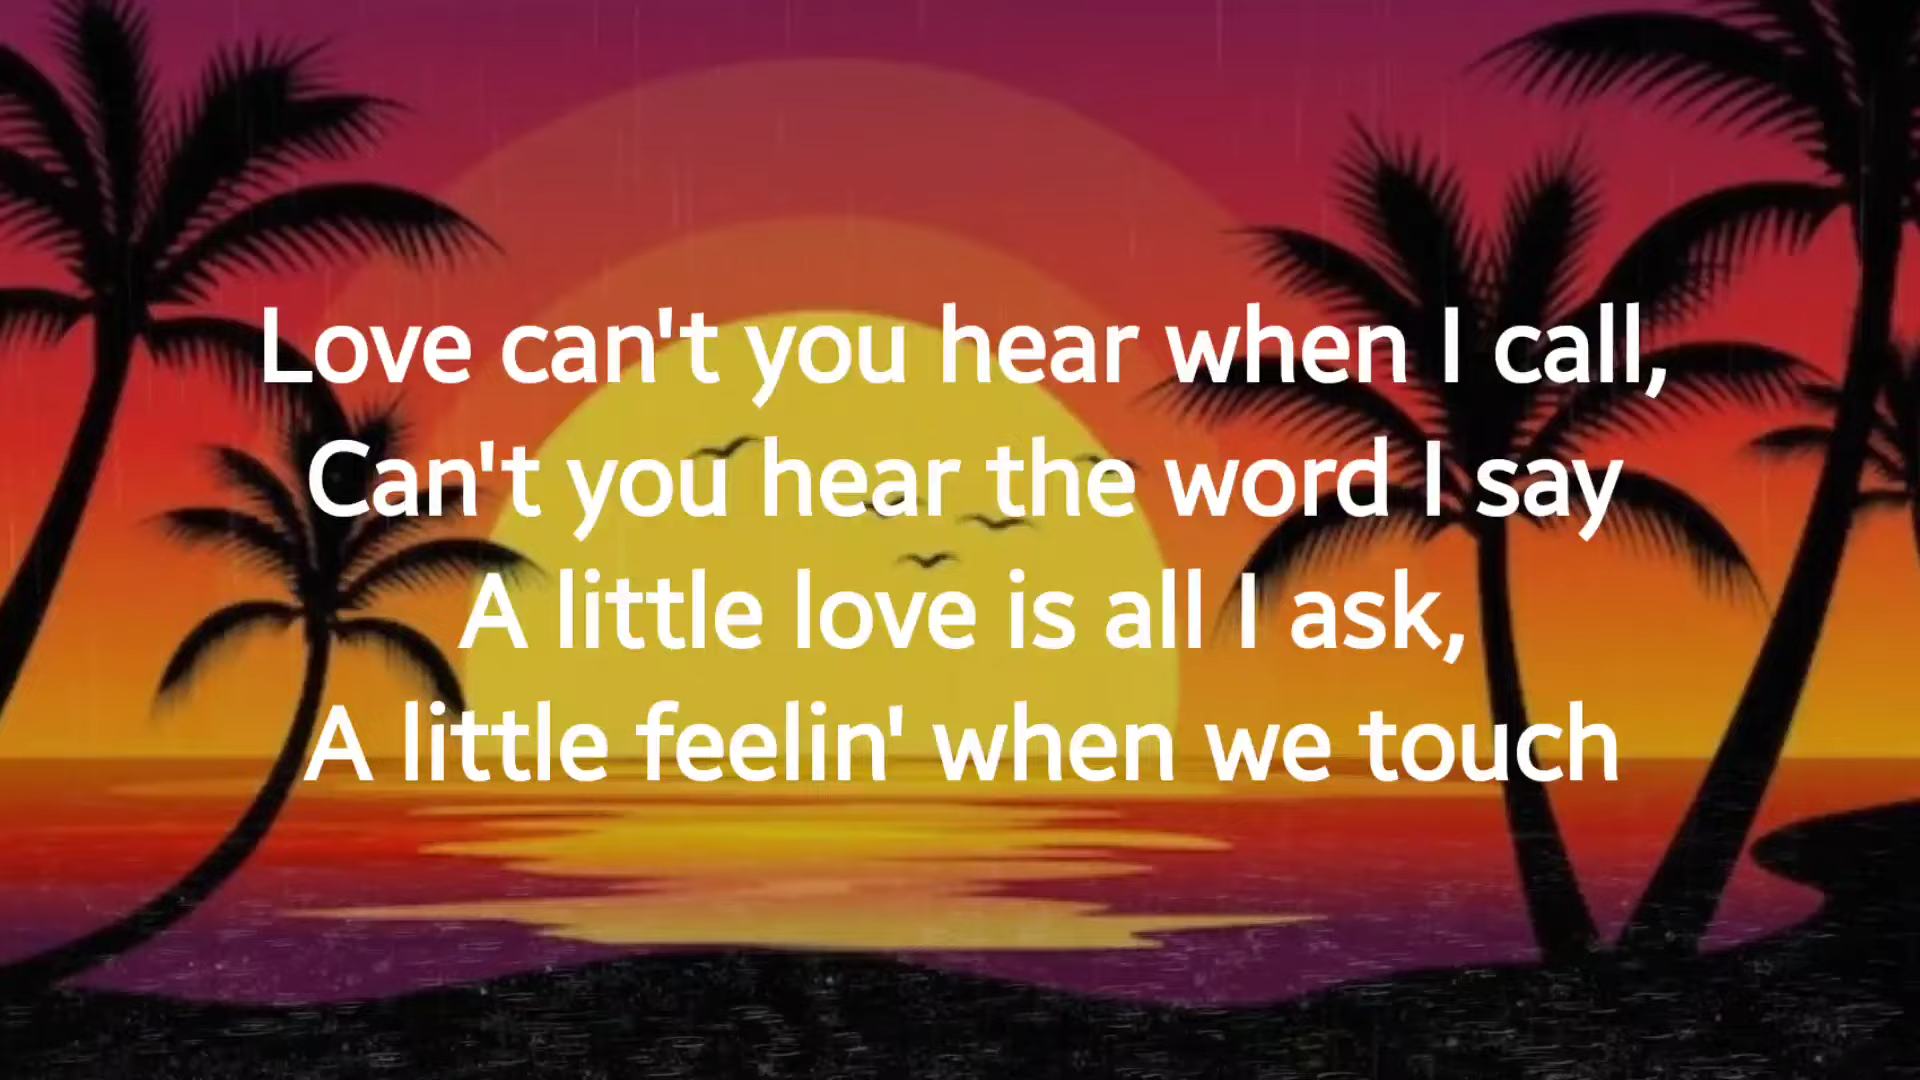 Love can't you hear when I call,
Can't you hear the word I say
A little love is all I ask,
A little feelin' when we touch